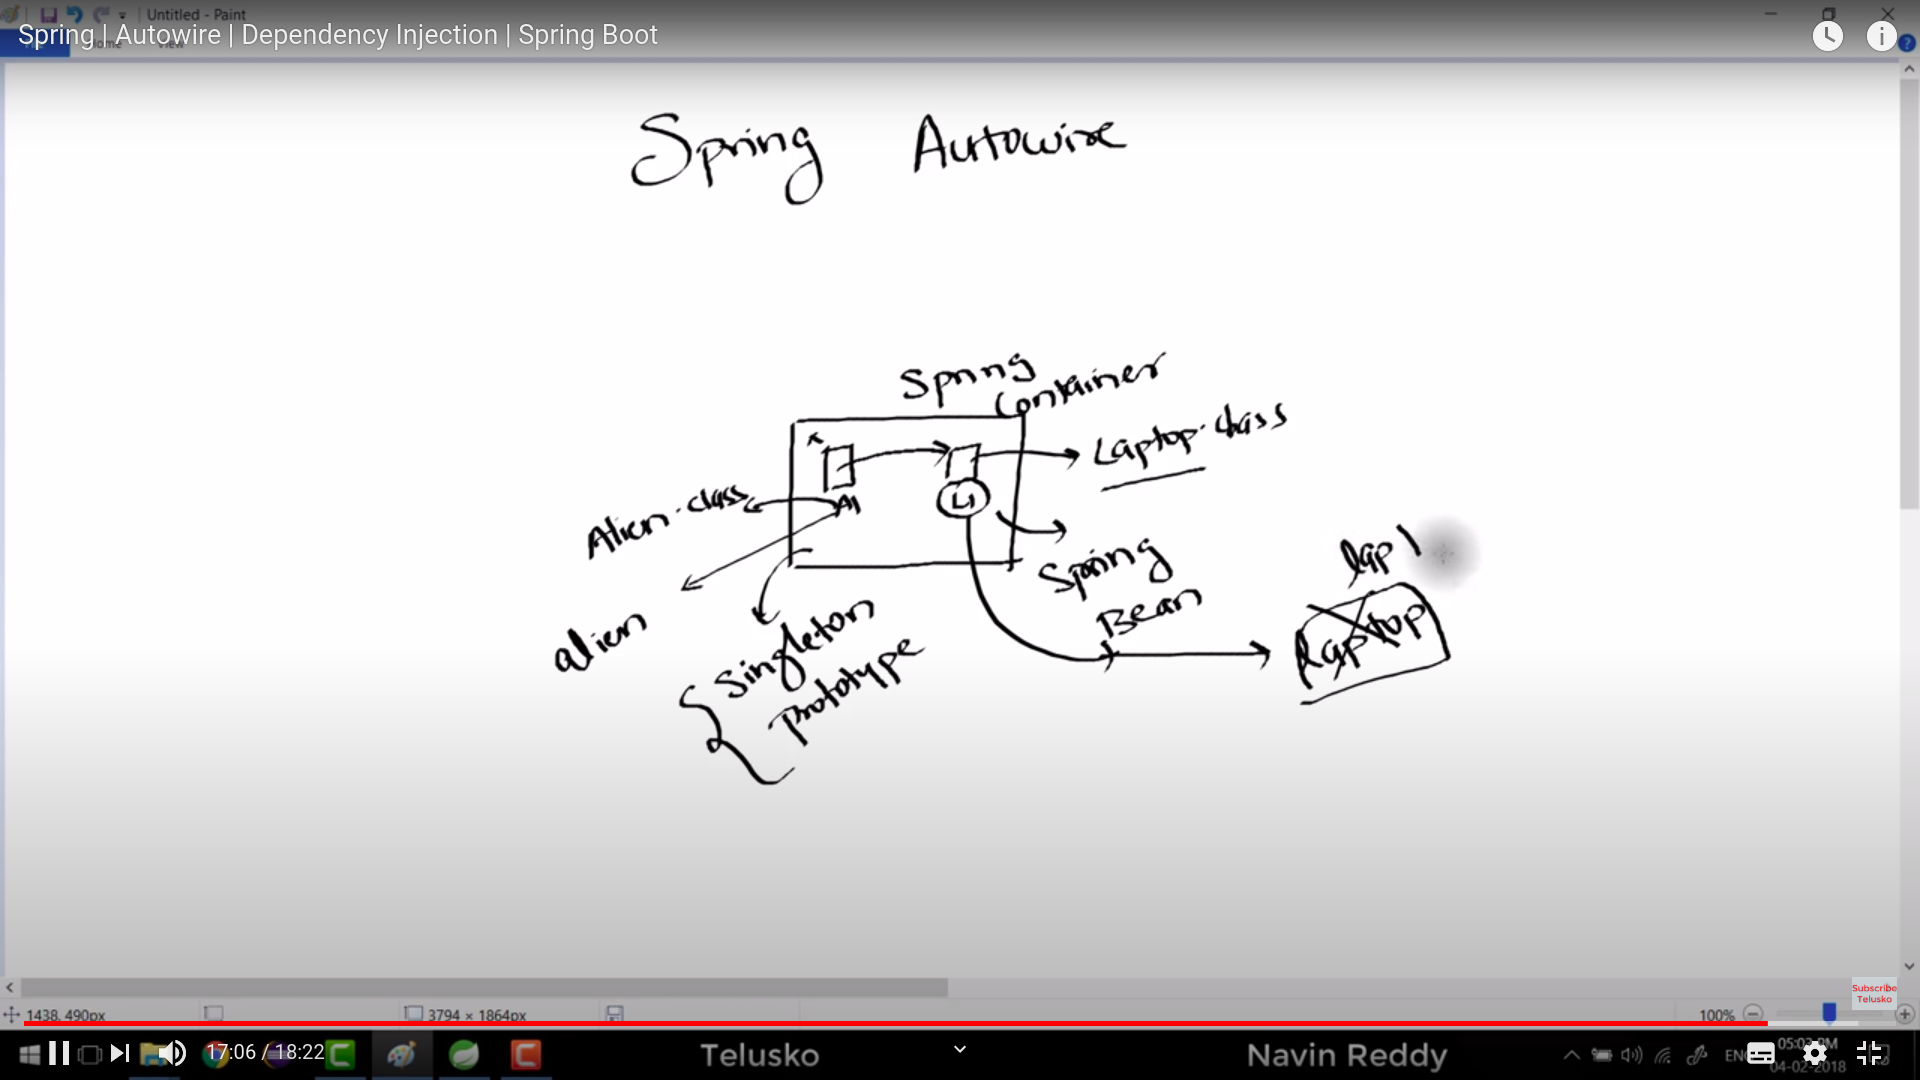 Untitled - Paint
Spring | Autowire | Dependency Injection | Spring Boot
View
Spring Autowire
Spring
Container
Laptop.class
Alien.class
A1
L1
lap1
Spring
Bean
laptop
alien
Singleton
Prototype
Subscribe
Telusko
1438, 490px
3794 × 1864px
100%
17:06 / 18:22
Telusko
Navin Reddy
05:03 PM
04-02-2018